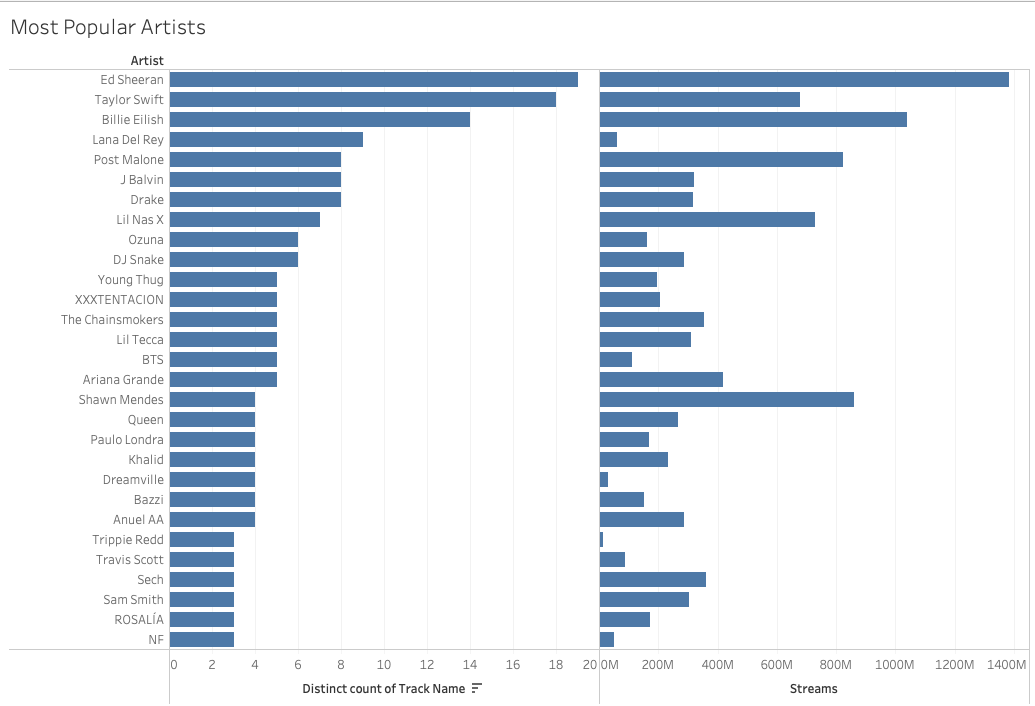 Most Popular Artists
Artist
Ed Sheeran
Taylor Swift
Billie Eilish
Lana Del Rey
Post Malone
J Balvin
Drake
Lil Nas X
Ozuna
DJ Snake
Young Thug
XXXTENTACION
The Chainsmokers
Lil Tecca
BTS
Ariana Grande
Shawn Mendes
Queen
Paulo Londra
Khalid
Dreamville
Bazzi
Anuel AA
Trippie Redd
Travis Scott
Sech
Sam Smith
ROSALÍA
NF
0 2 4 6 8 10 12 14 16 18 20 0M 200M 400M 600M 800M 1000M 1200M 1400M
Distinct count of Track Name Streams